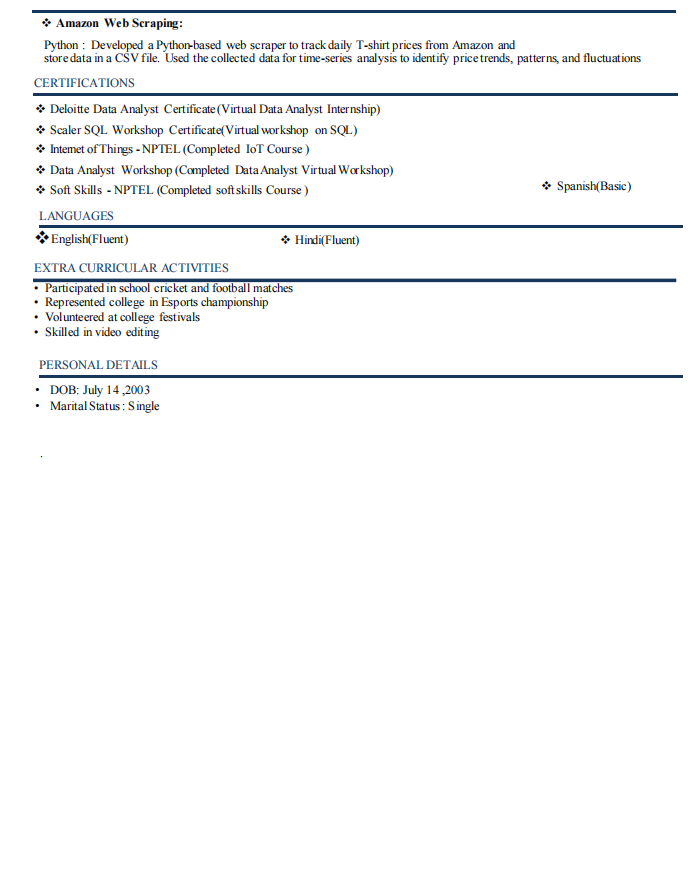 ❖ Amazon Web Scraping:
Python : Developed a Python-based web scraper to track daily T-shirt prices from Amazon and
store data in a CSV file. Used the collected data for time-series analysis to identify price trends, patterns, and fluctuations
CERTIFICATIONS
❖ Deloitte Data Analyst Certificate (Virtual Data Analyst Internship)
❖ Scaler SQL Workshop Certificate(Virtual workshop on SQL)
❖ Internet of Things - NPTEL (Completed IoT Course )
❖ Data Analyst Workshop (Completed Data Analyst Virtual Workshop)
❖ Soft Skills - NPTEL (Completed soft skills Course )
❖ Spanish(Basic)
LANGUAGES
❖ English(Fluent)
❖ Hindi(Fluent)
EXTRA CURRICULAR ACTIVITIES
• Participated in school cricket and football matches
• Represented college in Esports championship
• Volunteered at college festivals
• Skilled in video editing
PERSONAL DETAILS
• DOB: July 14 ,2003
• Marital Status : Single
.